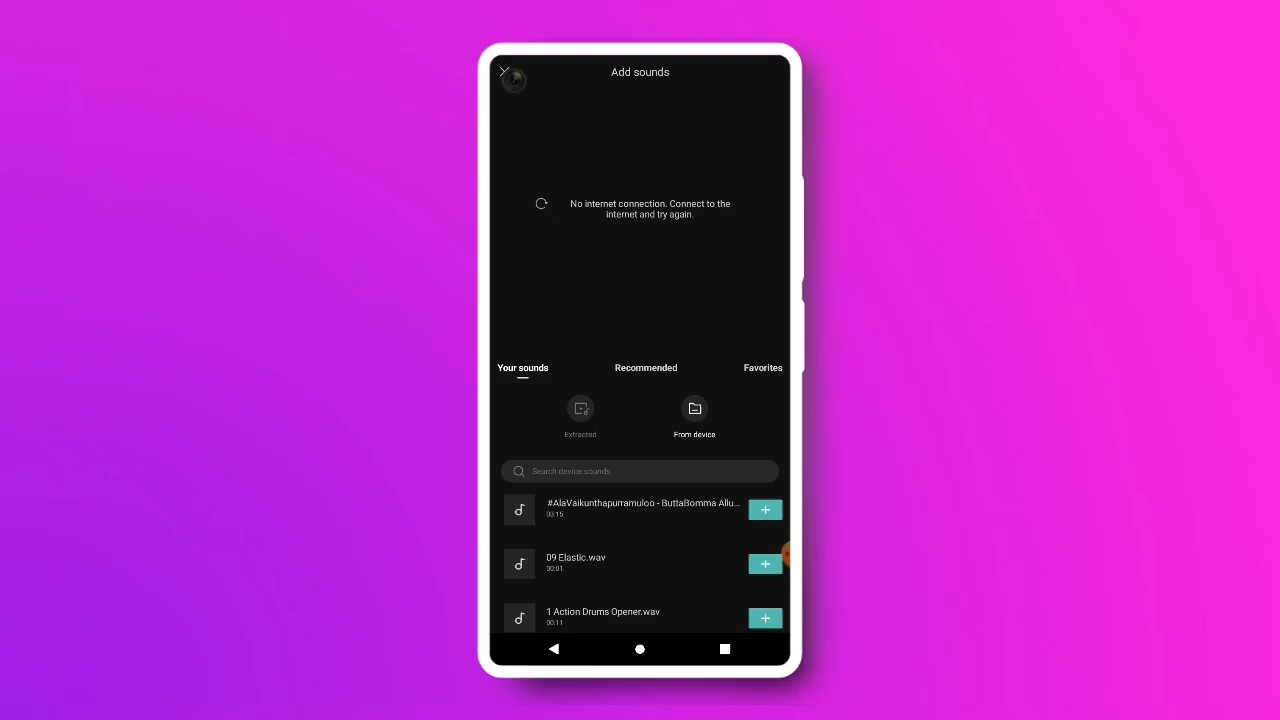 Add sounds
No internet connection. Connect to the
internet and try again.
Your sounds
Recommended
Favorites
Extracted
From device
Search device sounds
#AlaVaikunthapurramuloo - ButtaBomma Allu...
03:15
09 Elastic.wav
00:01
1 Action Drums Opener.wav
00:11